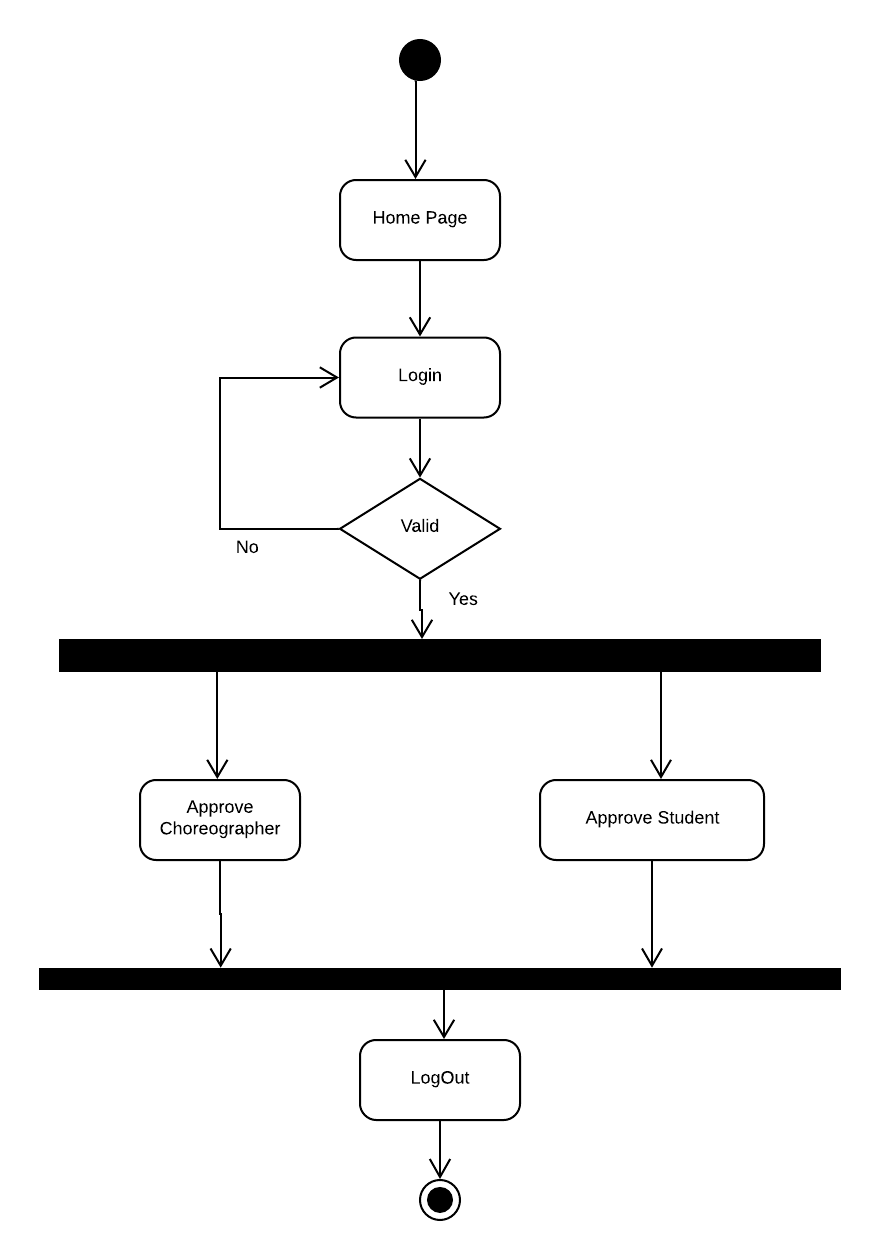 Home Page
Login
Valid
No
Yes
Approve
Choreographer
Approve Student
LogOut